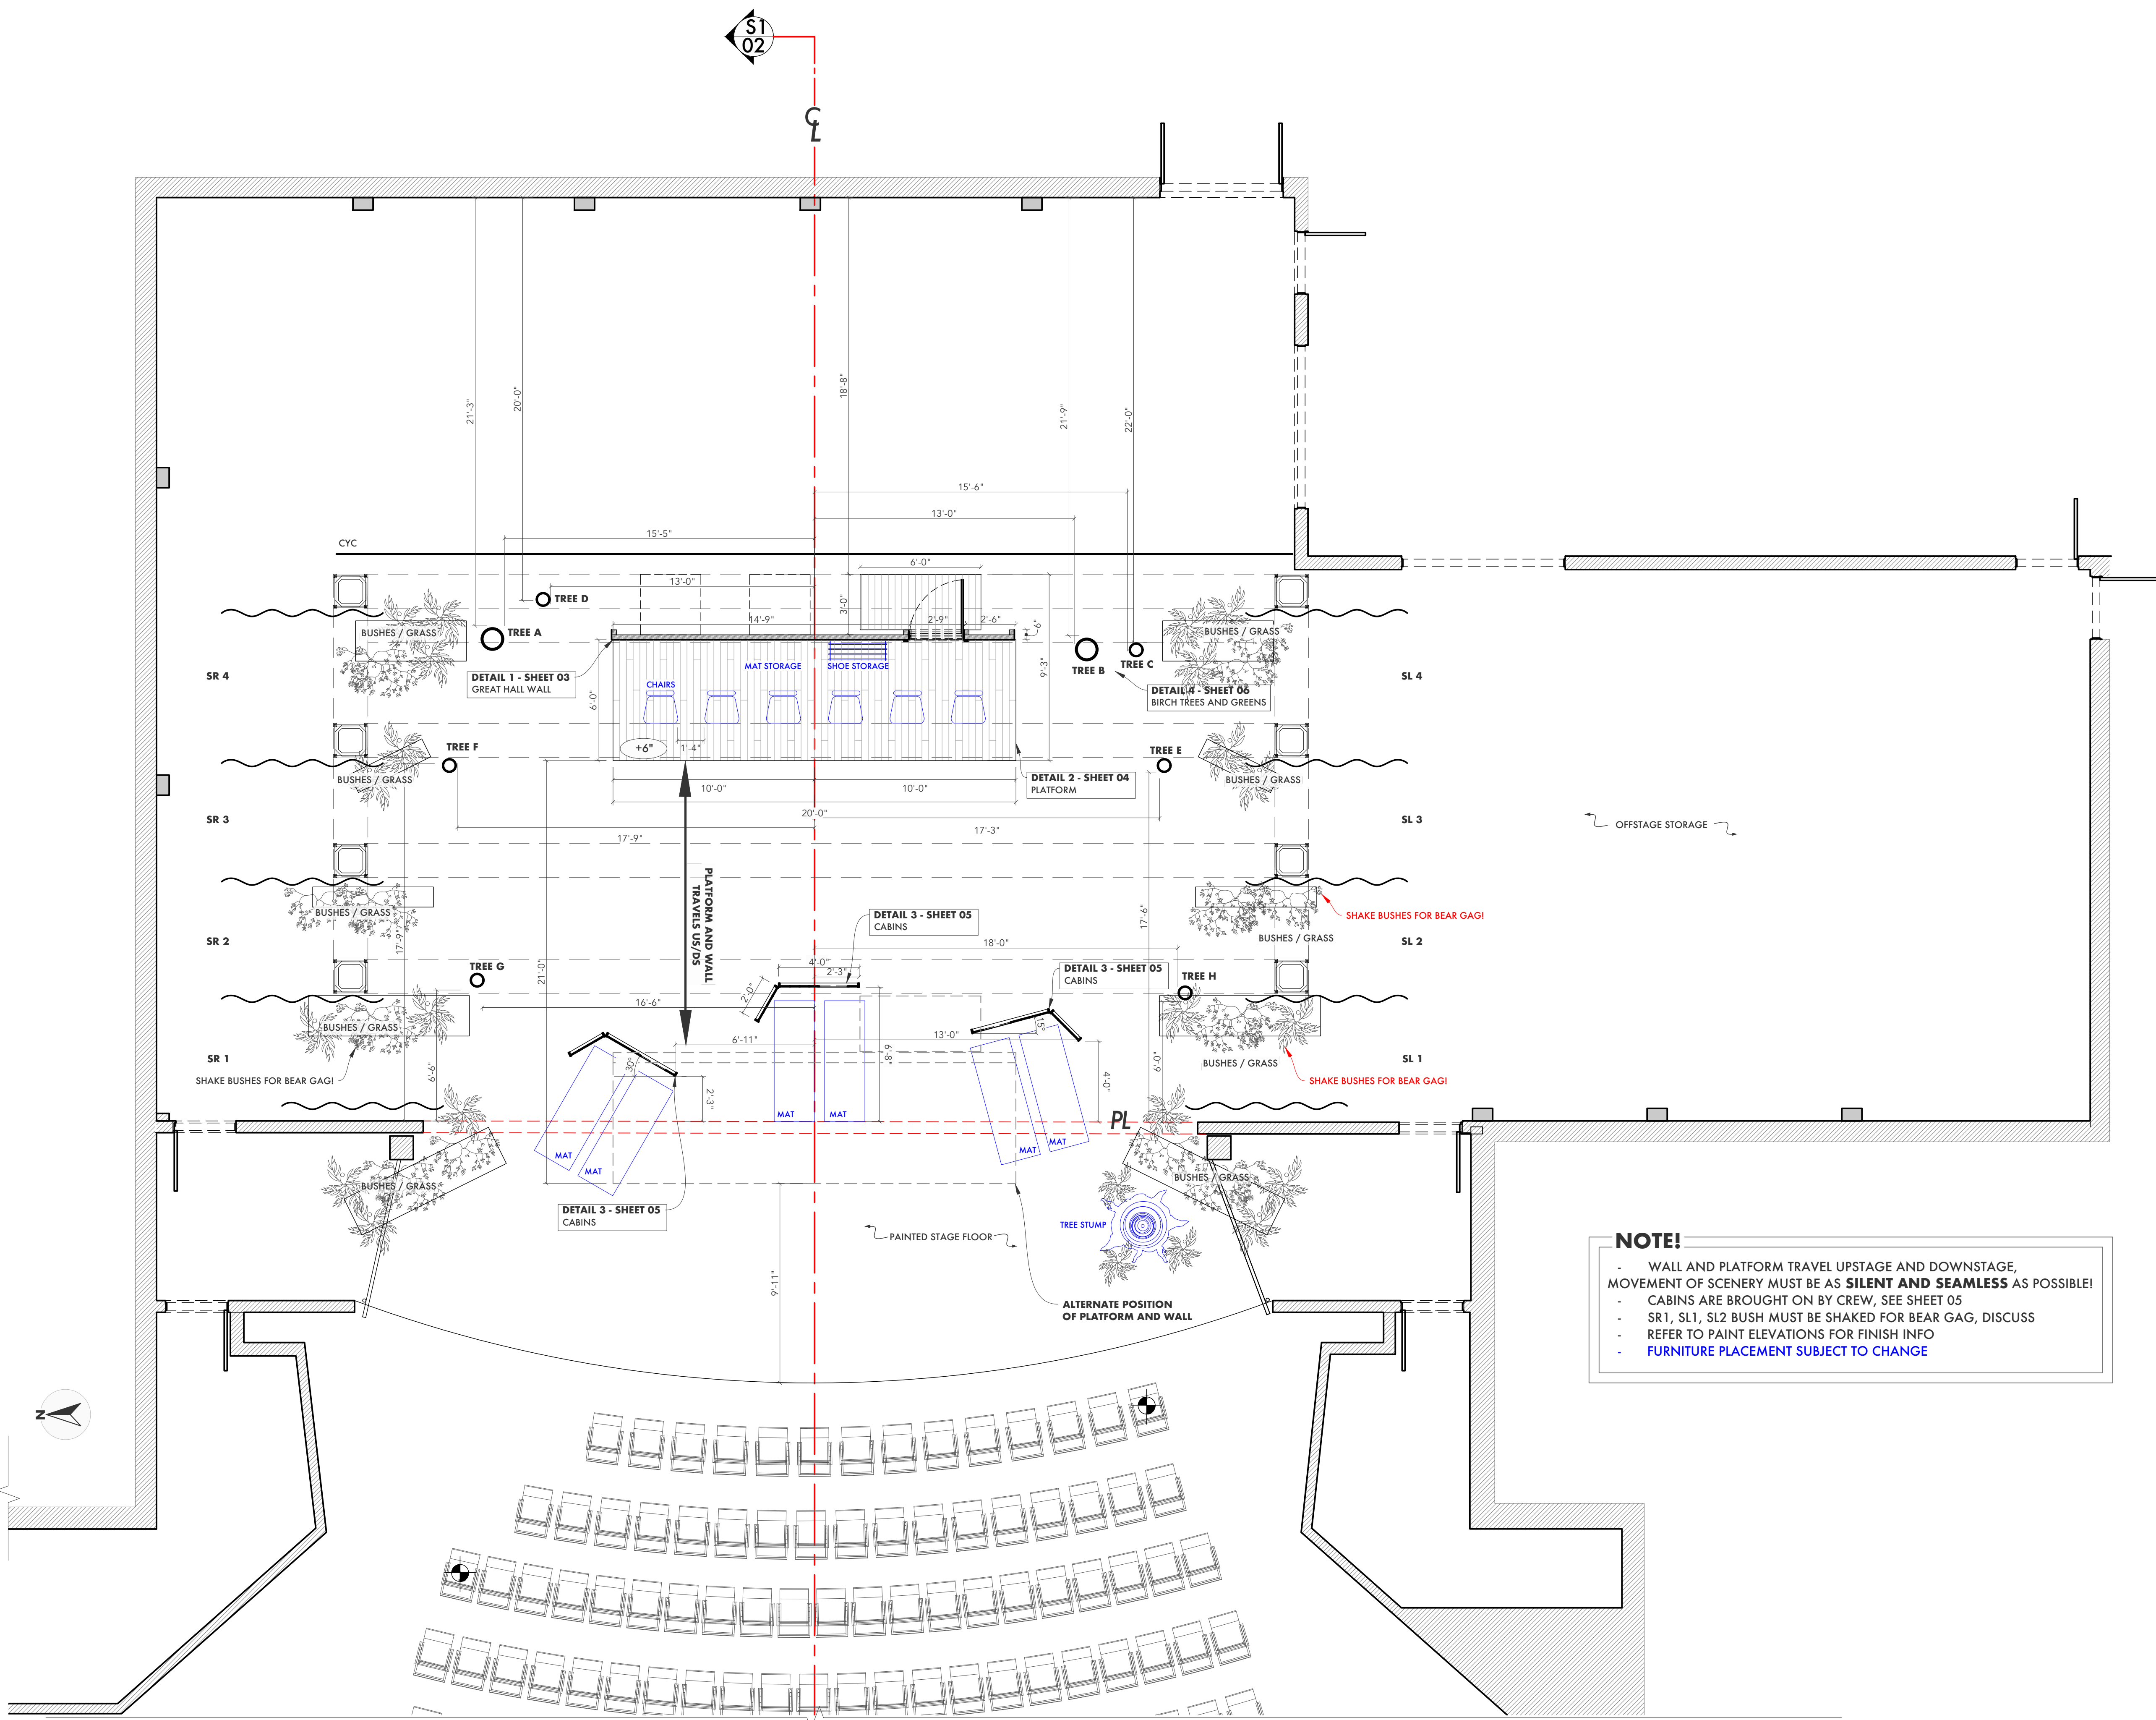 S1
02
CL
21'-3"
20'-0"
18'-8"
21'-9"
22'-0"
15'-6"
13'-0"
15'-5"
CYC
6'-0"
13'-0"
3'-0"
TREE D
14'-9"
2'-9"
2'-6"
6"
BUSHES / GRASS
TREE A
BUSHES / GRASS
TREE B
TREE C
MAT STORAGE
SHOE STORAGE
9'-3"
SR 4
DETAIL 1 - SHEET 03
GREAT HALL WALL
CHAIRS
6'-0"
DETAIL 4 - SHEET 06
BIRCH TREES AND GREENS
SL 4
TREE F
+6"
1'-4"
TREE E
BUSHES / GRASS
DETAIL 2 - SHEET 04
PLATFORM
BUSHES / GRASS
10'-0"
10'-0"
20'-0"
SR 3
17'-9"
17'-3"
SL 3
OFFSTAGE STORAGE
PLATFORM AND WALL
TRAVELS US/DS
BUSHES / GRASS
DETAIL 3 - SHEET 05
CABINS
17'-6"
SHAKE BUSHES FOR BEAR GAG!
SR 2
17'-9"
18'-0"
BUSHES / GRASS
SL 2
TREE G
21'-0"
4'-0"
2'-3"
DETAIL 3 - SHEET 05
CABINS
TREE H
2'-0"
16'-6"
BUSHES / GRASS
15°
6'-11"
13'-0"
6'-8"
SR 1
30°
6'-6"
6'-0"
BUSHES / GRASS
SL 1
SHAKE BUSHES FOR BEAR GAG!
2'-3"
4'-0"
SHAKE BUSHES FOR BEAR GAG!
MAT
MAT
PL
MAT
MAT
MAT
MAT
BUSHES / GRASS
BUSHES / GRASS
DETAIL 3 - SHEET 05
CABINS
TREE STUMP
PAINTED STAGE FLOOR
9'-11"
ALTERNATE POSITION
OF PLATFORM AND WALL
NOTE!
- WALL AND PLATFORM TRAVEL UPSTAGE AND DOWNSTAGE,
MOVEMENT OF SCENERY MUST BE AS SILENT AND SEAMLESS AS POSSIBLE!
- CABINS ARE BROUGHT ON BY CREW, SEE SHEET 05
- SR1, SL1, SL2 BUSH MUST BE SHAKED FOR BEAR GAG, DISCUSS
- REFER TO PAINT ELEVATIONS FOR FINISH INFO
- FURNITURE PLACEMENT SUBJECT TO CHANGE
N